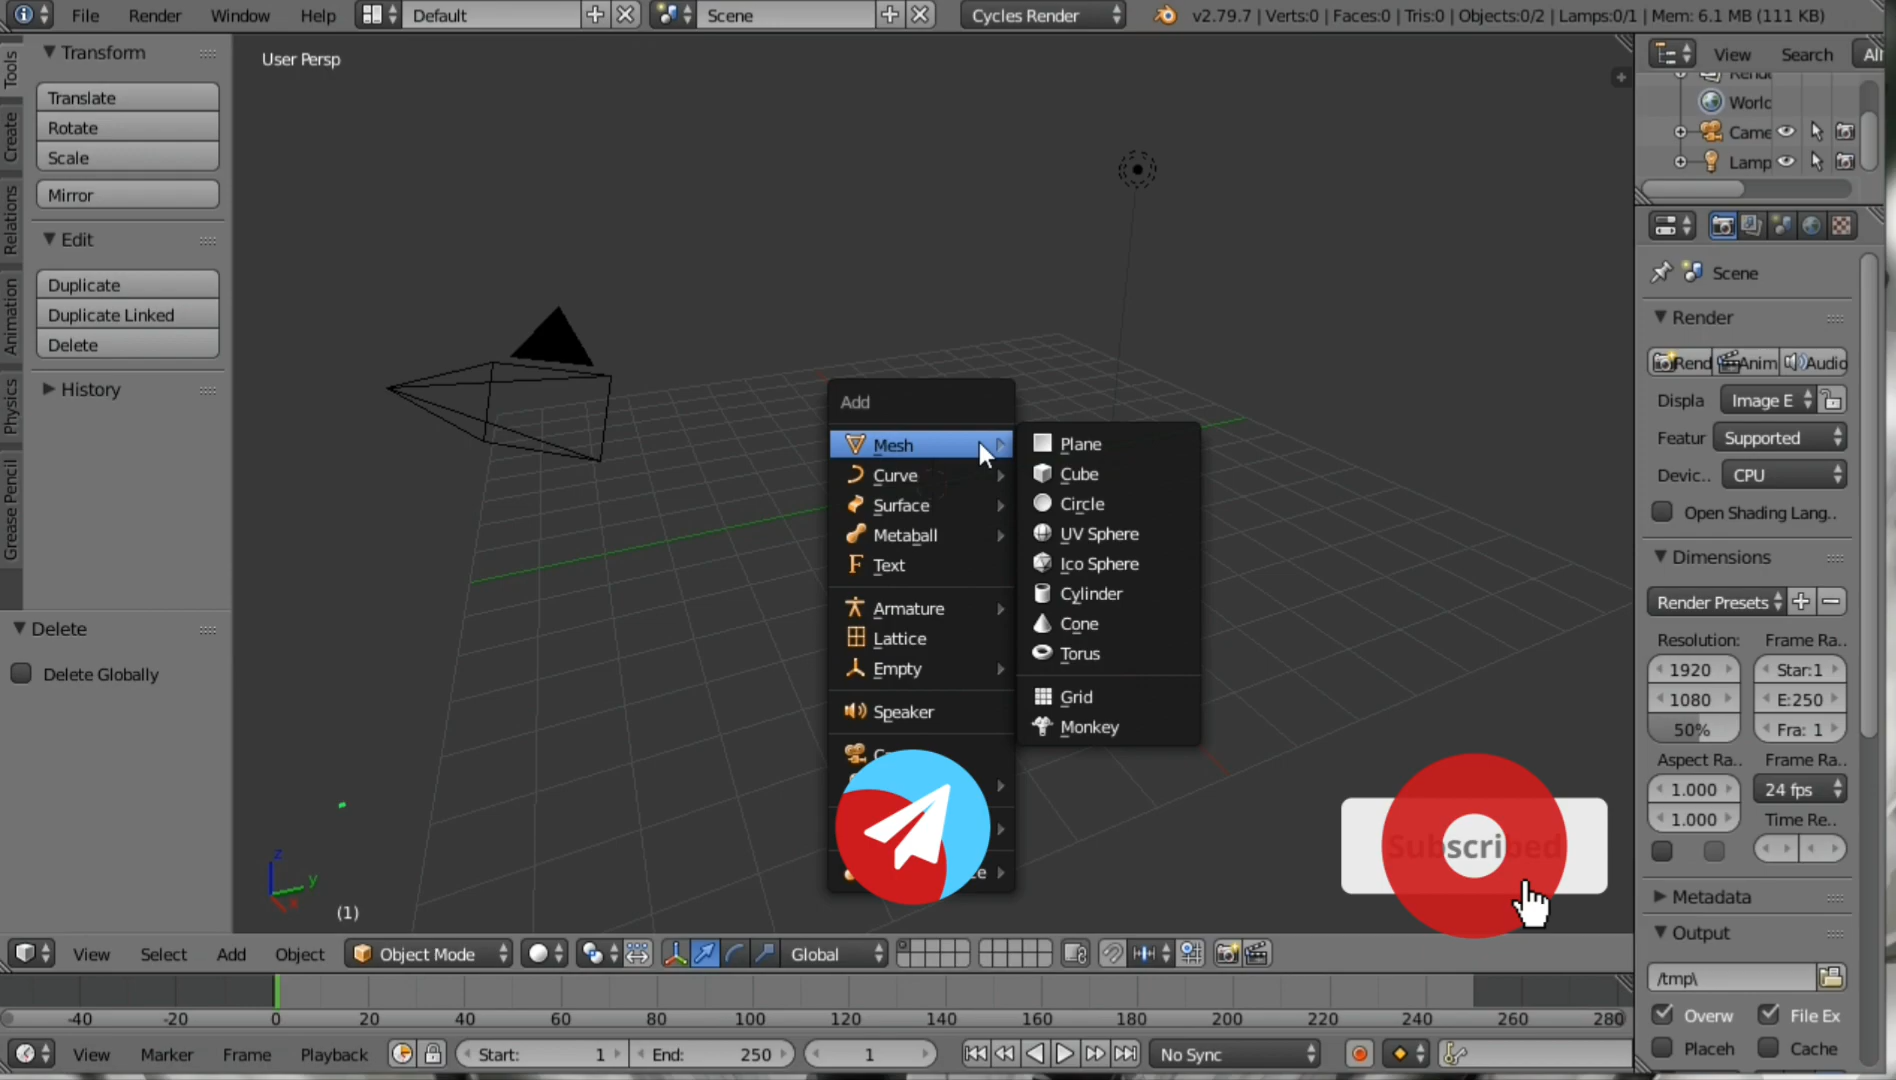 File Render Window Help Default Scene Cycles Render v2.79.7 | Verts:0 | Faces:0 | Tris:0 | Objects:0/2 | Lamps:0/1 | Mem: 6.1 MB (111 KB)
Tools
Create
Relations
Animation
Physics
Grease Pencil
Transform
Translate
Rotate
Scale
Mirror
Edit
Duplicate
Duplicate Linked
Delete
History
Delete
Delete Globally
User Persp
Add
Mesh
Curve
Surface
Metaball
Text
Armature
Lattice
Empty
Speaker
Plane
Cube
Circle
UV Sphere
Ico Sphere
Cylinder
Cone
Torus
Grid
Monkey
Subscribed
z
y
x
(1)
View Search All
World
Came
Lamp
Scene
Render
Rend Anim Audio
Displa Image E
Featur Supported
Devic.. CPU
Open Shading Lang..
Dimensions
Render Presets
Resolution: Frame Ra..
1920 Star:1
1080 E:250
50% Fra: 1
Aspect Ra.. Frame Ra..
1.000 24 fps
1.000 Time Re..
Metadata
Output
/tmp\
Overw File Ex
Placeh Cache
View Select Add Object Object Mode Global
-40 -20 0 20 40 60 80 100 120 140 160 180 200 220 240 260 280
View Marker Frame Playback Start: 1 End: 250 1 No Sync